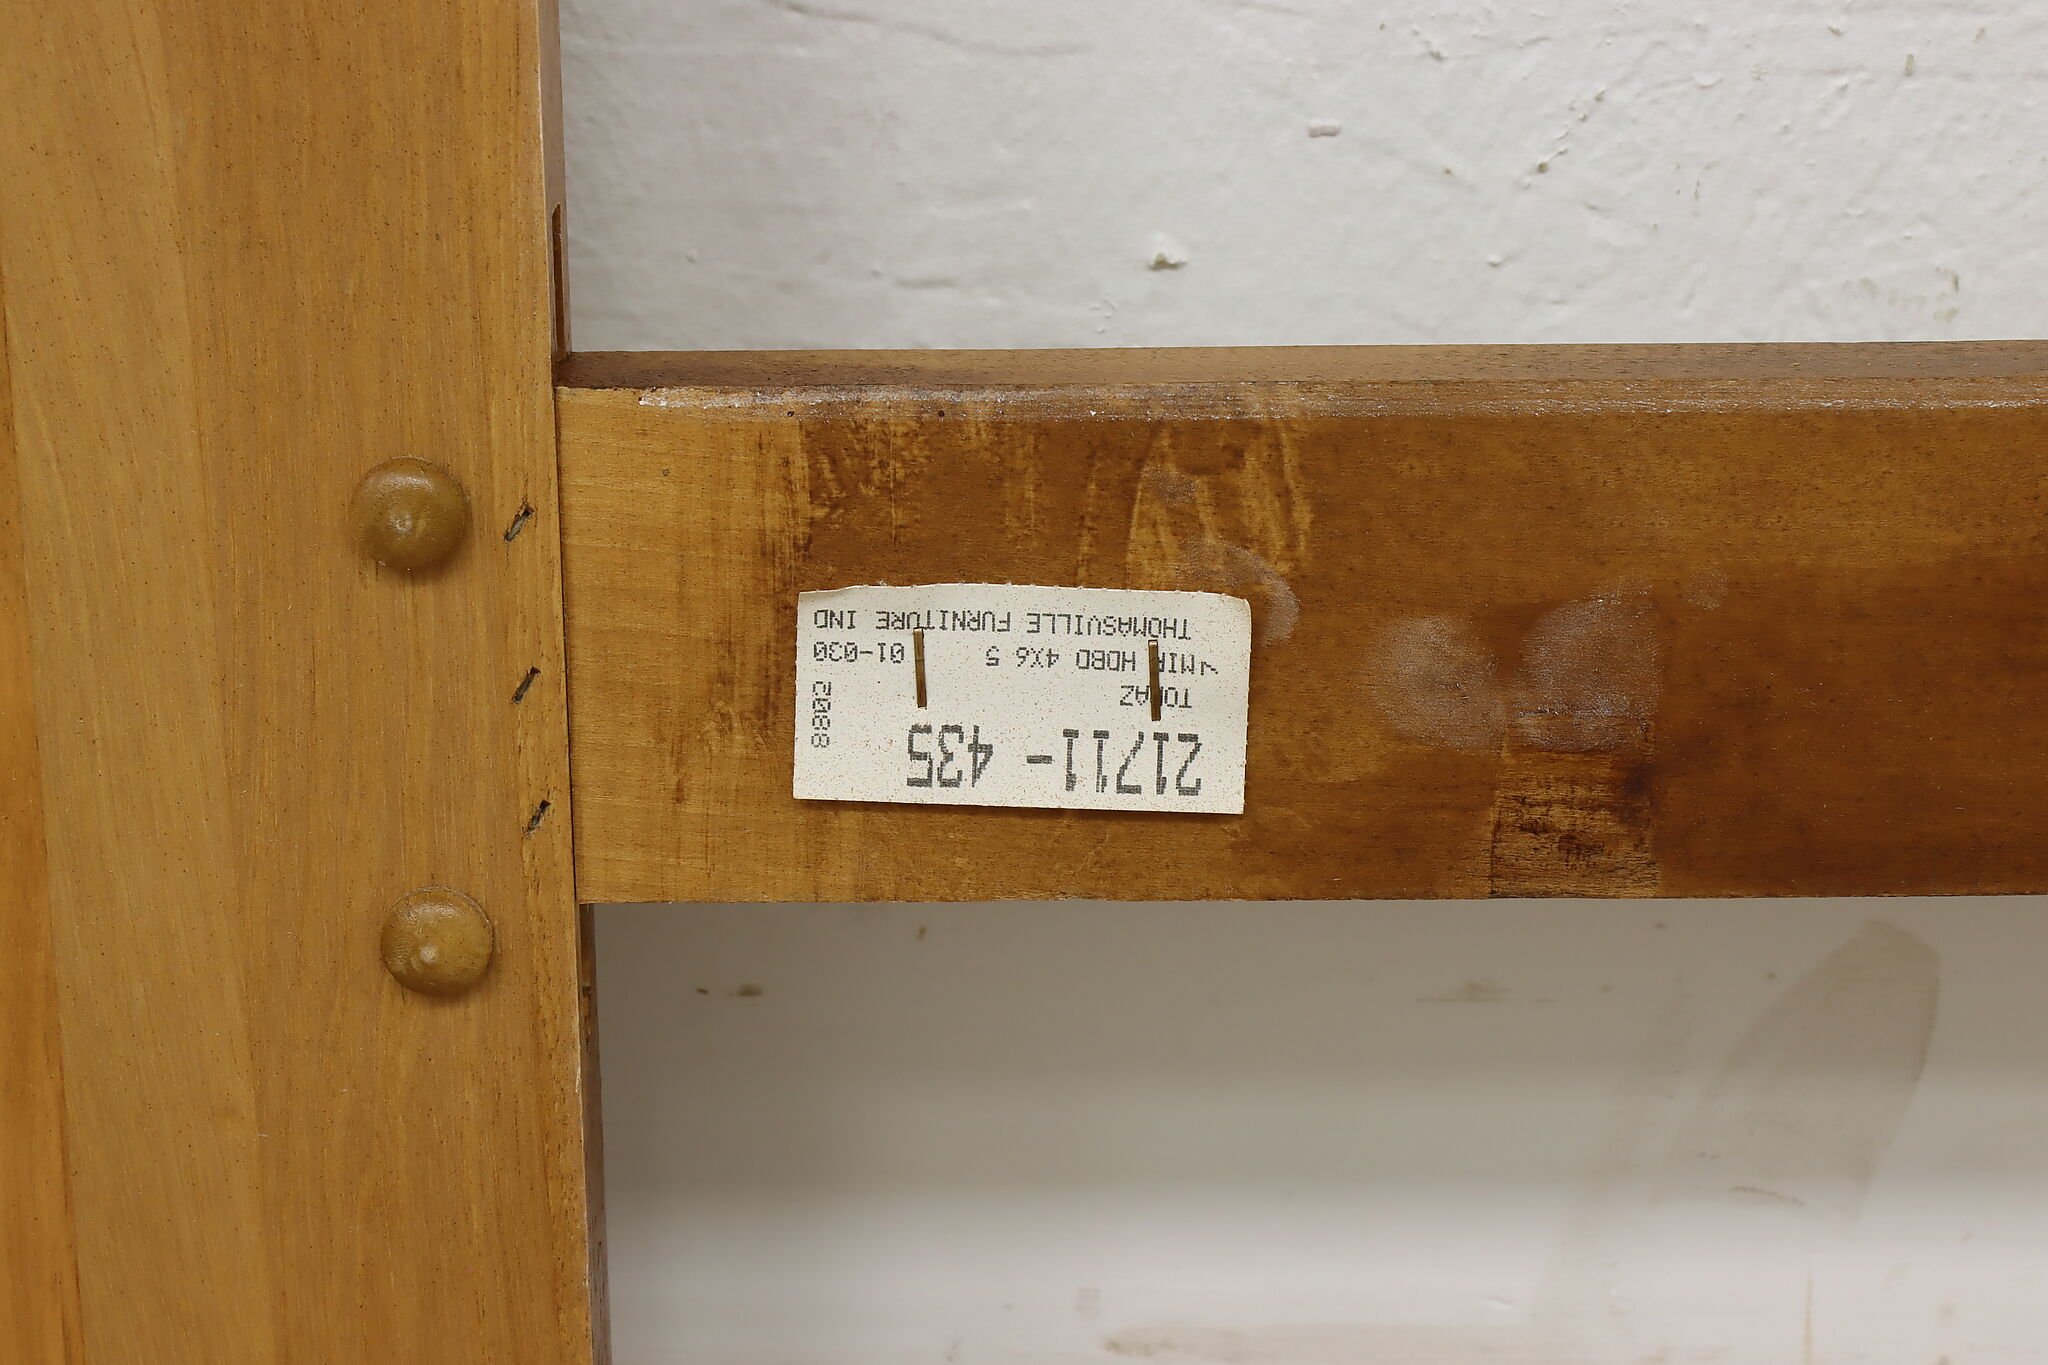 21711- 435
TOPAZ
✓MIR HDBD 4X6 5 01-030
THOMASVILLE FURNITURE IND